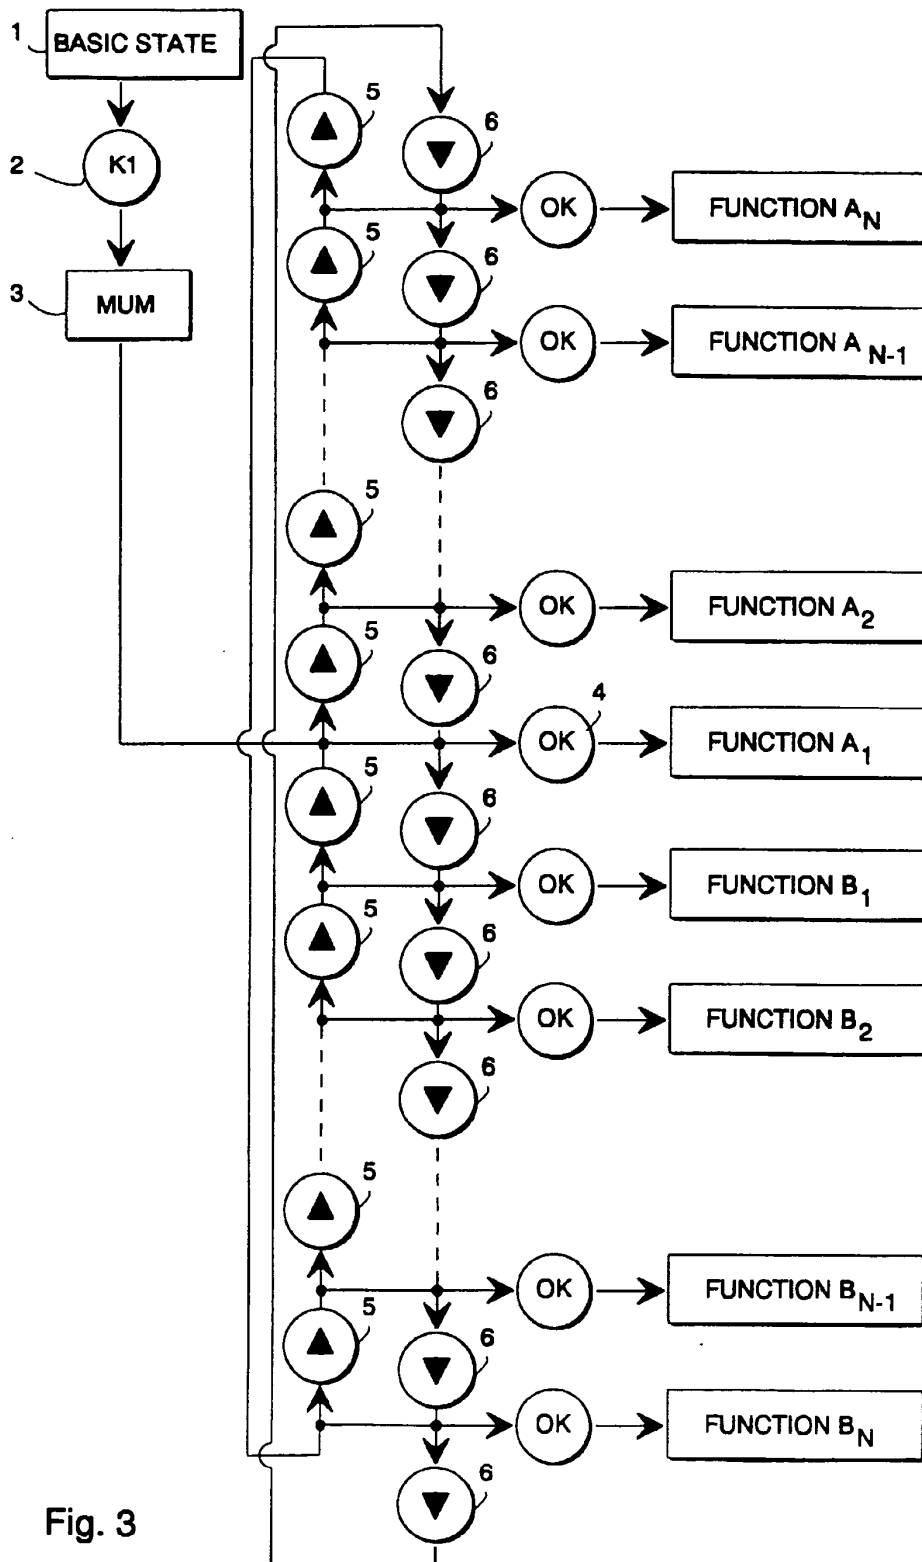 1 BASIC STATE
2 K1
3 MUM
5
6
OK FUNCTION A_N
5
6
OK FUNCTION A_N-1
6
5
OK FUNCTION A_2
5
6
4
OK FUNCTION A_1
5
6
OK FUNCTION B_1
5
6
OK FUNCTION B_2
6
5
OK FUNCTION B_N-1
5
6
OK FUNCTION B_N
6
Fig. 3